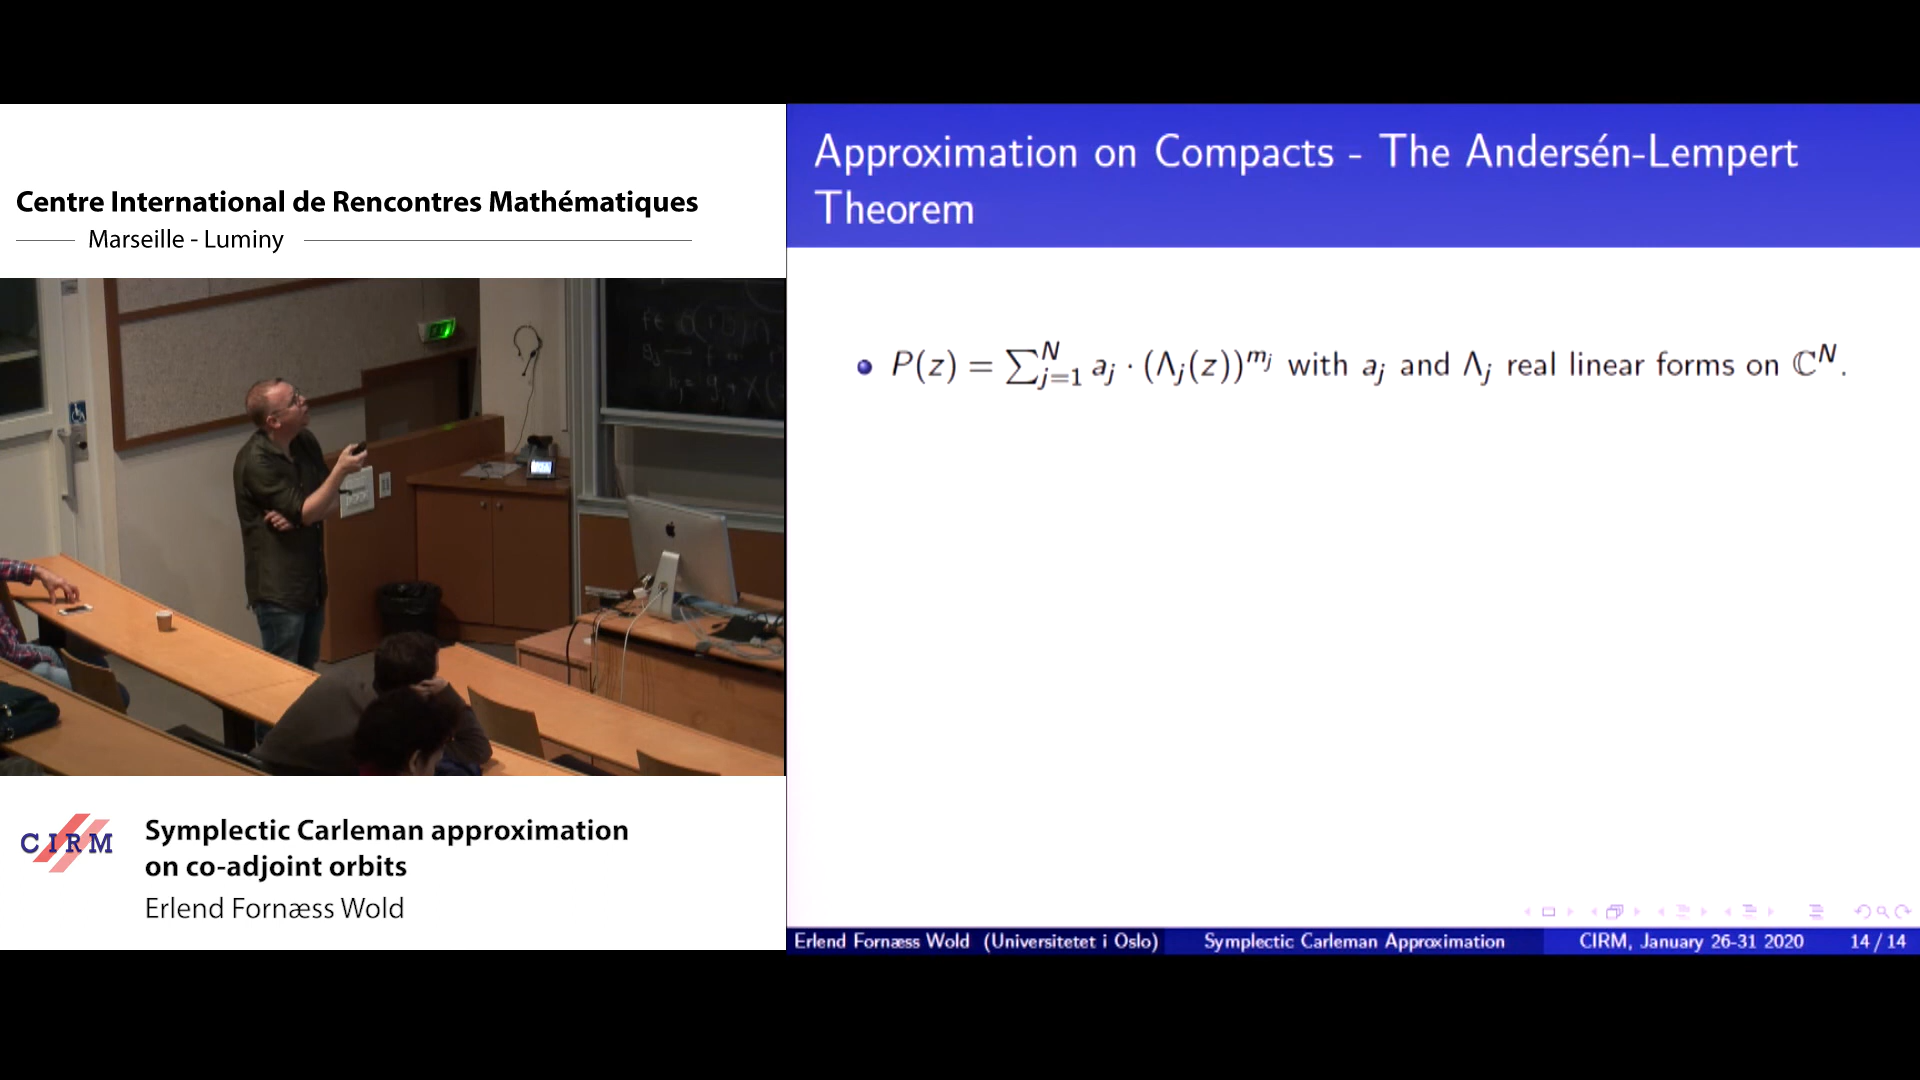 Centre International de Rencontres Mathématiques
Marseille - Luminy
CIRM
Symplectic Carleman approximation
on co-adjoint orbits
Erlend Fornæss Wold
Approximation on Compacts - The Andersén-Lempert
Theorem
• P(z) = ∑_{j=1}^{N} a_j · (Λ_j(z))^{m_j} with a_j and Λ_j real linear forms on ℂ^N.
Erlend Fornæss Wold (Universitetet i Oslo) Symplectic Carleman Approximation CIRM, January 26-31 2020 14 / 14